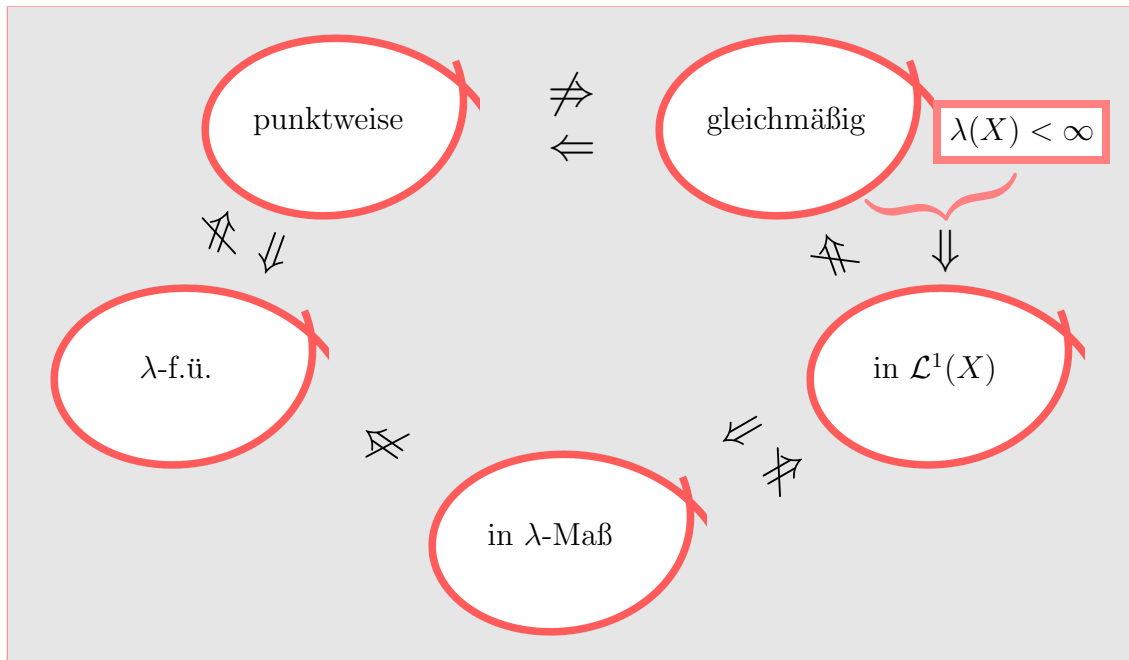 punktweise
⇏
⇐
gleichmäßig
λ(X) < ∞
⇏
⇓
⇍
⇓
λ-f.ü.
in 𝓛¹(X)
⇍
⇐
⇏
in λ-Maß